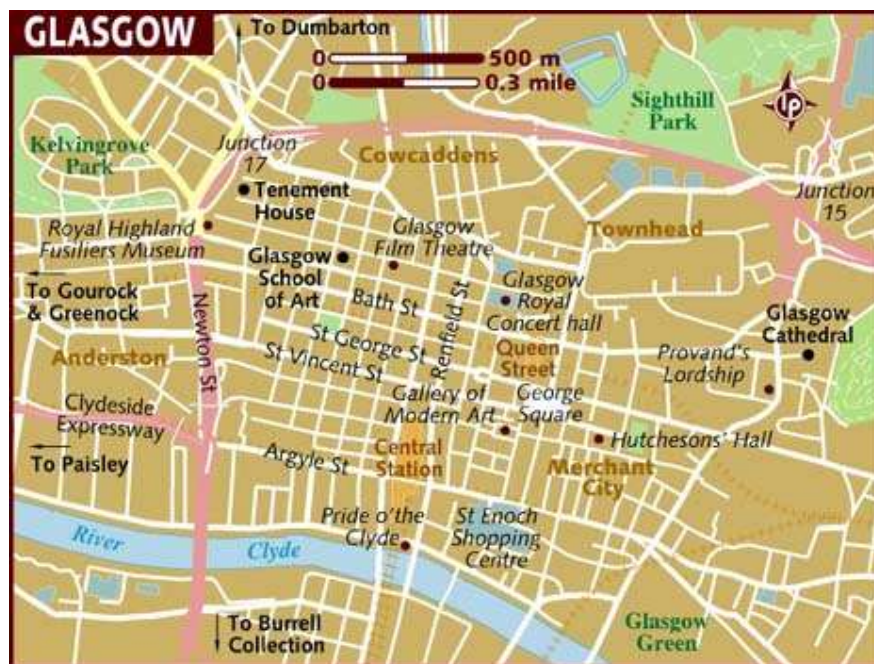 GLASGOW
To Dumbarton
0 500 m
0 0.3 mile
Sighthill
Park
lp
Kelvingrove
Park
Junction
17
Cowcaddens
Tenement
House
Junction
15
Royal Highland
Fusiliers Museum
Glasgow
Film Theatre
Townhead
Glasgow
School
of Art
To Gourock
& Greenock
Newton St
Bath St
Renfield St
Glasgow
Royal
Concert hall
Glasgow
Cathedral
St George St
St Vincent St
Queen
Street
Provand's
Lordship
Anderston
Gallery of
Modern Art
George
Square
Clydeside
Expressway
Hutchesons' Hall
To Paisley
Argyle St
Central
Station
Merchant
City
Pride o'the
Clyde
St Enoch
Shopping
Centre
River Clyde
To Burrell
Collection
Glasgow
Green